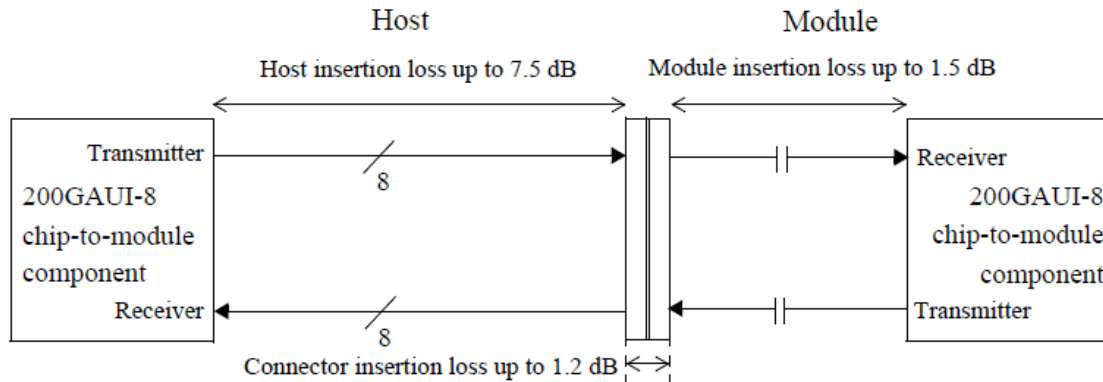 Host
Module
Host insertion loss up to 7.5 dB
Module insertion loss up to 1.5 dB
Transmitter
8
Receiver
200GAUI-8
chip-to-module
component
200GAUI-8
chip-to-module
component
Receiver
8
Transmitter
Connector insertion loss up to 1.2 dB